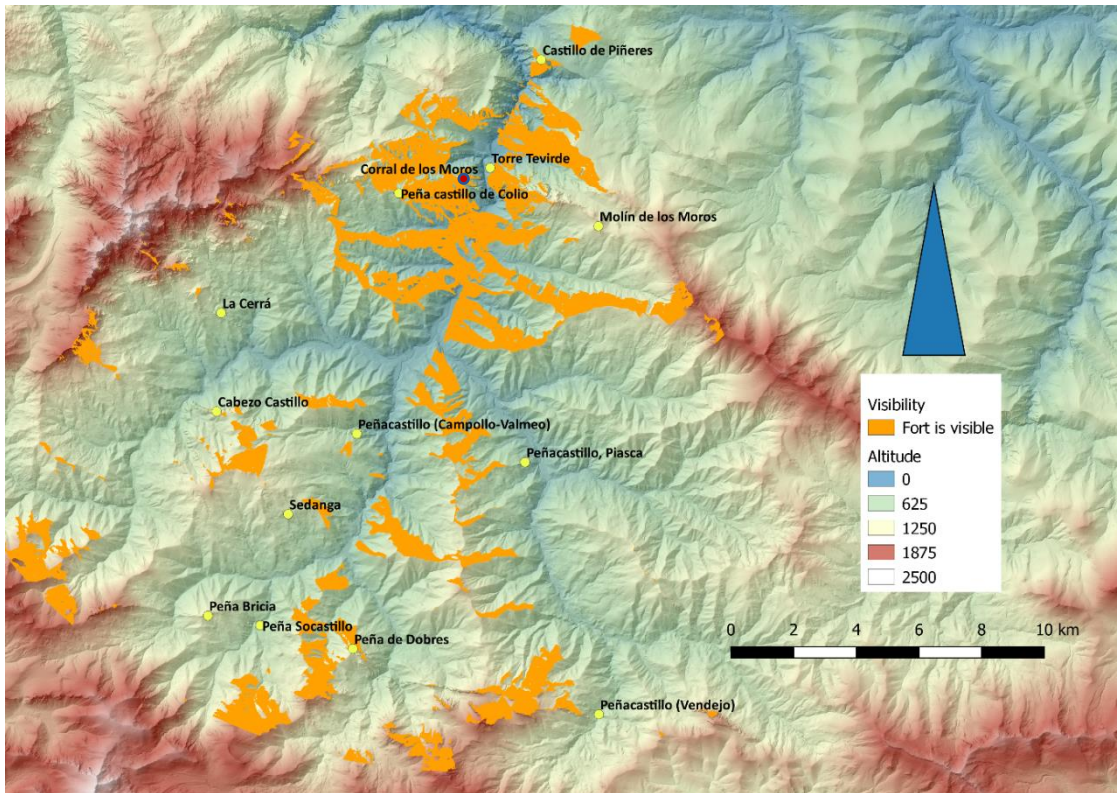 Castillo de Piñeres
Torre Tevirde
Corral de los Moros
Peña castillo de Colio
Molín de los Moros
La Cerrá
Cabezo Castillo
Peñacastillo (Campollo-Valmeo)
Peñacastillo, Piasca
Sedanga
Peña Bricia
Peña Socastillo
Peña de Dobres
Peñacastillo (Vendejo)
Visibility
Fort is visible
Altitude
0
625
1250
1875
2500
0 2 4 6 8 10 km